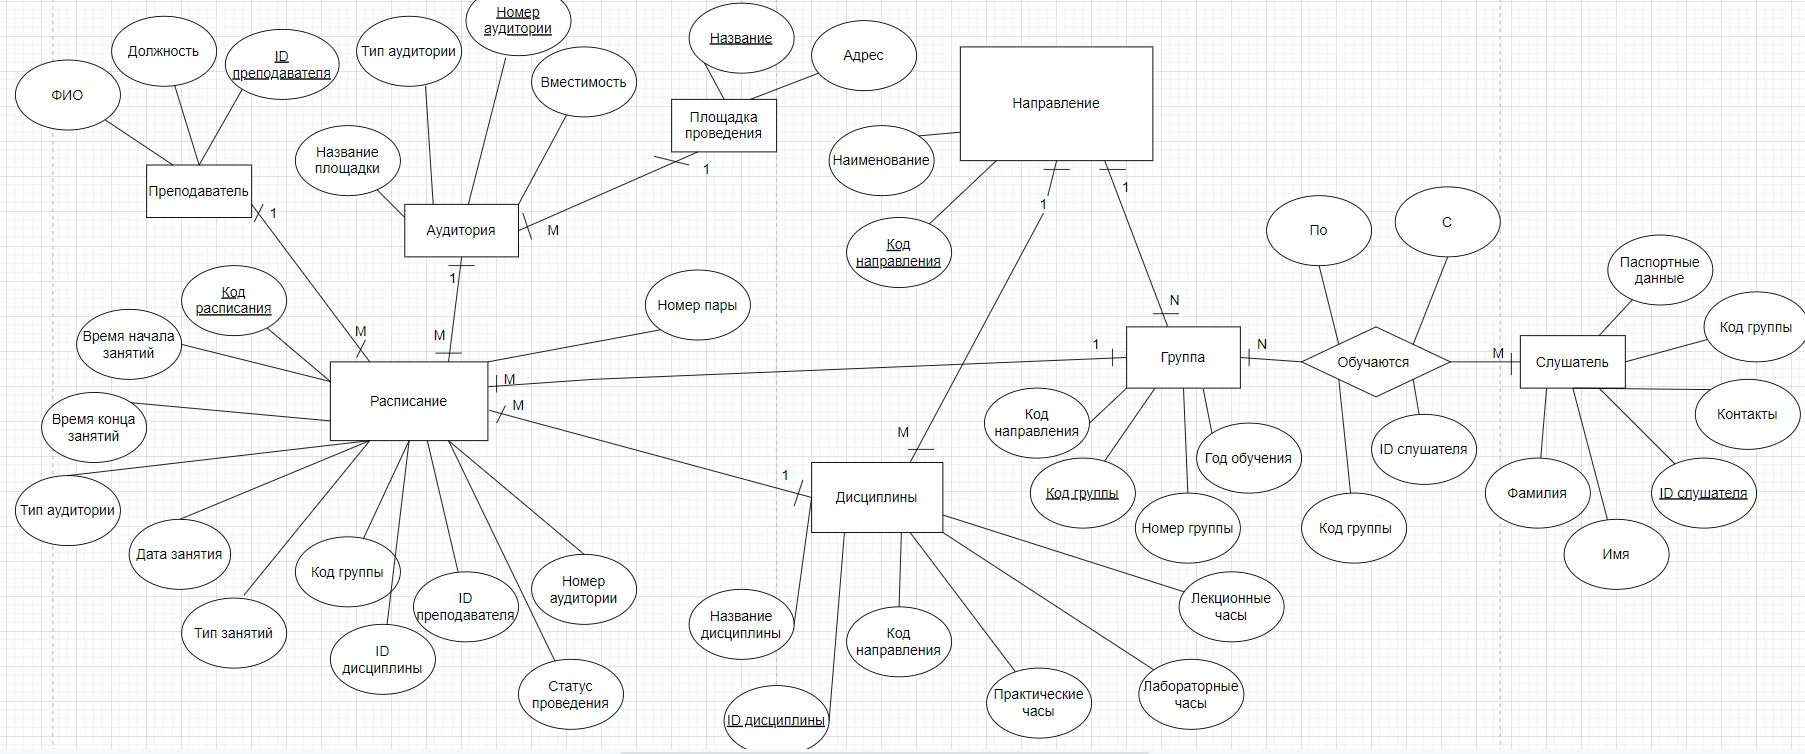 Номер
аудитории
Название
Должность
ID
преподавателя
Тип аудитории
Адрес
Вместимость
ФИО
Площадка
проведения
Направление
Название
площадки
Наименование
1
Преподаватель
1
1
1
По
С
Аудитория
М
Код
направления
Паспортные
данные
1
Код
расписания
Номер пары
N
Код группы
Время начала
занятий
М
М
1
N
М
Группа
Обучаются
Слушатель
М
Расписание
М
Код
направления
Контакты
Время конца
занятий
М
ID слушателя
Год обучения
1
Дисциплины
Код группы
Фамилия
ID слушателя
Тип аудитории
Номер группы
Код группы
Дата занятия
Имя
Код группы
Номер
аудитории
ID
преподавателя
Лекционные
часы
Тип занятий
Название
дисциплины
Код
направления
ID
дисциплины
Статус
проведения
Практические
часы
Лабораторные
часы
ID дисциплины